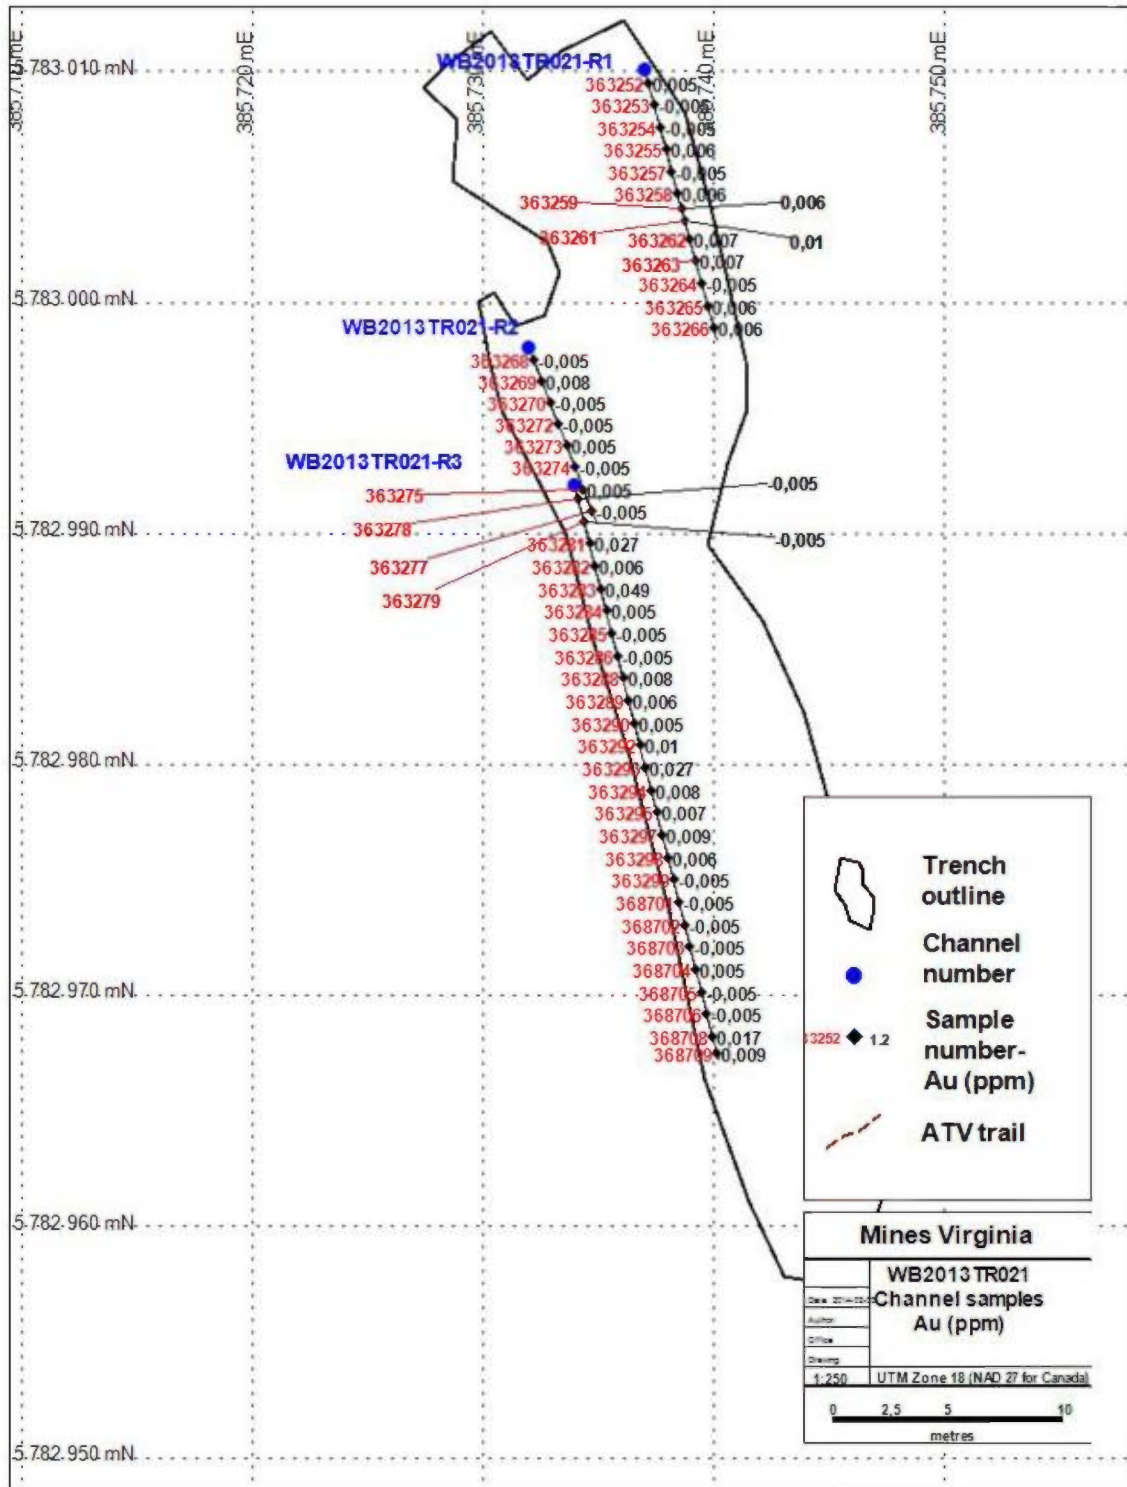 385.710 mE
385.720 mE
385.730 mE
385.740 mE
385.750 mE
WB2013TR021-R1
5.783.010 mN
363252 0,005
363253 -0,005
363254 -0,005
363255 0,006
363257 -0,005
363258 0,006
363259 0,006
363261 0,01
363262 0,007
363263 0,007
363264 -0,005
5.783.000 mN
363265 0,006
363266 0,006
WB2013TR021-R2
363268 -0,005
363269 0,008
363270 -0,005
363272 -0,005
363273 0,005
WB2013TR021-R3
363274 -0,005
363275 0,005
-0,005
363278
-0,005
5.782.990 mN
-0,005
363281 0,027
363277
363282 0,006
363279
363283 0,049
363284 0,005
363285 -0,005
363286 -0,005
363288 0,008
363289 0,006
363290 0,005
363292 0,01
5.782.980 mN
363293 0,027
363294 0,008
363295 0,007
363297 0,009
363298 0,006
363299 -0,005
368701 -0,005
368702 -0,005
368703 -0,005
368704 0,005
5.782.970 mN
368705 -0,005
368706 -0,005
368708 0,017
368709 0,009
5.782.960 mN
5.782.950 mN
Trench
outline
Channel
number
Sample
number-
Au (ppm)
3252 1.2
ATV trail
Mines Virginia
WB2013TR021
Channel samples
Au (ppm)
Date:
Author:
Office:
Drawing:
1:250 UTM Zone 18 (NAD 27 for Canada)
0 2,5 5 10
metres